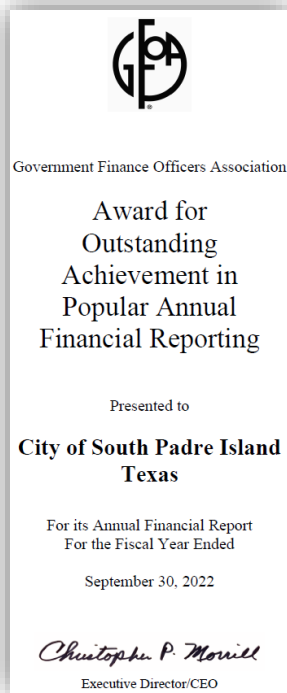 GFOA
Government Finance Officers Association
Award for
Outstanding
Achievement in
Popular Annual
Financial Reporting
Presented to
City of South Padre Island
Texas
For its Annual Financial Report
For the Fiscal Year Ended
September 30, 2022
Christopher P. Morrill
Executive Director/CEO